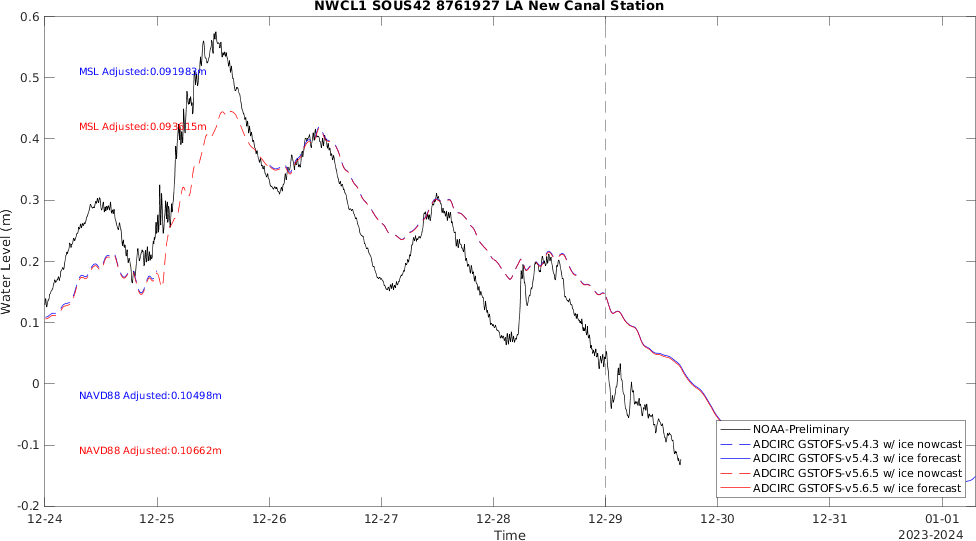 NWCL1 SOUS42 8761927 LA New Canal Station
0.6
0.5
0.4
0.3
0.2
0.1
0
-0.1
-0.2
Water Level (m)
MSL Adjusted:0.091983m
MSL Adjusted:
NAVD88 Adjusted:0.10498m
NAVD88 Adjusted:0.10662m
NOAA-Preliminary
ADCIRC GSTOFS-v5.4.3 w/ ice nowcast
ADCIRC GSTOFS-v5.4.3 w/ ice forecast
ADCIRC GSTOFS-v5.6.5 w/ ice nowcast
ADCIRC GSTOFS-v5.6.5 w/ ice forecast
12-24 12-25 12-26 12-27 12-28 12-29 12-30 12-31 01-01
Time
2023-2024